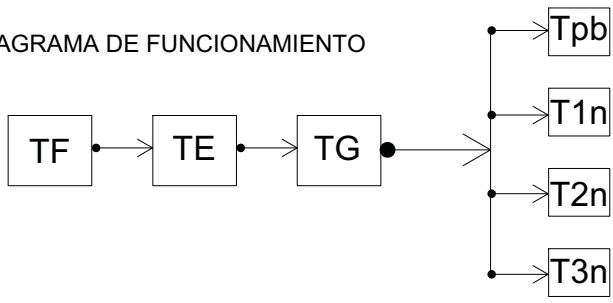 AGRAMA DE FUNCIONAMIENTO
TF
TE
TG
Tpb
T1n
T2n
T3n